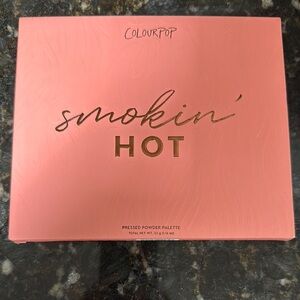 COLOURPOP
smokin'
HOT
PRESSED POWDER PALETTE